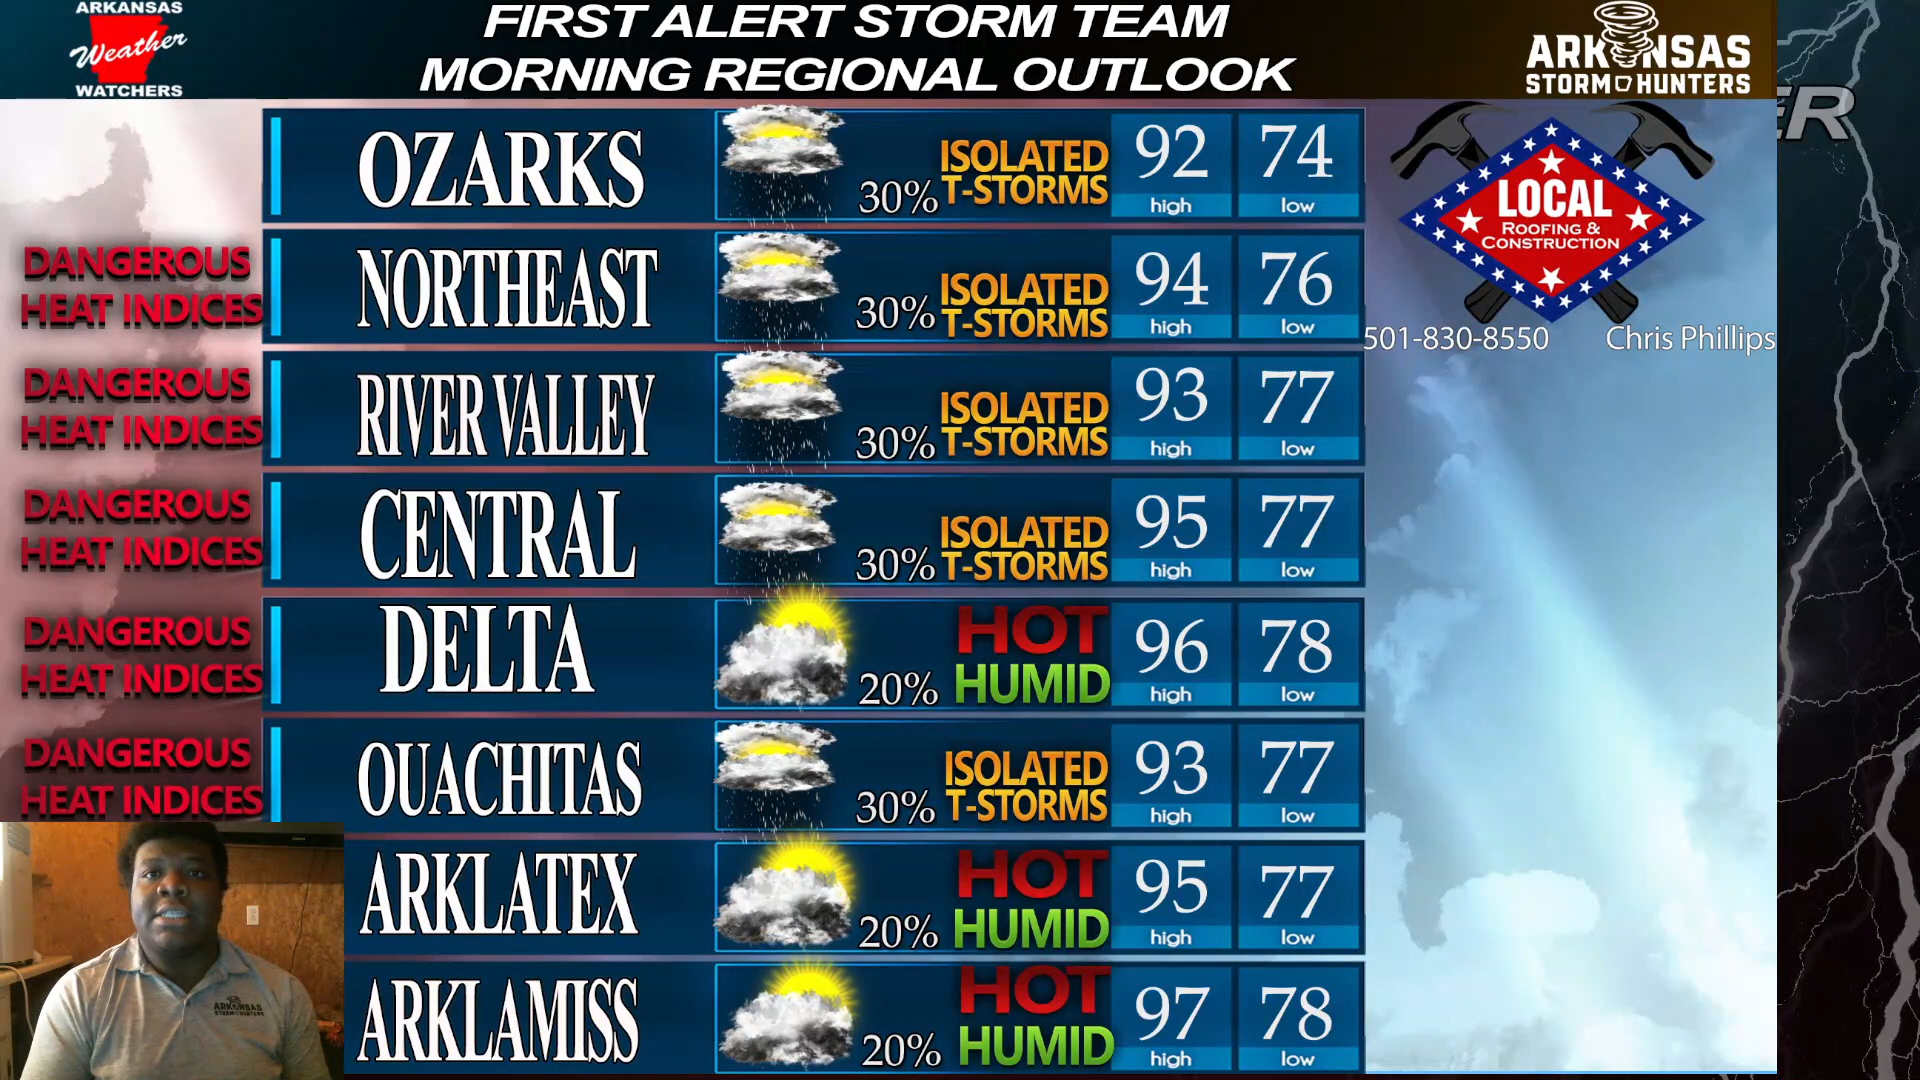 ARKANSAS
Weather
WATCHERS
FIRST ALERT STORM TEAM
MORNING REGIONAL OUTLOOK
ARKANSAS
STORM HUNTERS
ER
OZARKS
30%
ISOLATED
T-STORMS
92
high
74
low
LOCAL
ROOFING &
CONSTRUCTION
501-830-8550
Chris Phillips
DANGEROUS
HEAT INDICES
NORTHEAST
30%
ISOLATED
T-STORMS
94
high
76
low
DANGEROUS
HEAT INDICES
RIVER VALLEY
30%
ISOLATED
T-STORMS
93
high
77
low
DANGEROUS
HEAT INDICES
CENTRAL
30%
ISOLATED
T-STORMS
95
high
77
low
DANGEROUS
HEAT INDICES
DELTA
20%
HOT
HUMID
96
high
78
low
DANGEROUS
HEAT INDICES
OUACHITAS
30%
ISOLATED
T-STORMS
93
high
77
low
ARKLATEX
20%
HOT
HUMID
95
high
77
low
ARKLAMISS
20%
HOT
HUMID
97
high
78
low
ARKANSAS
STORM HUNTERS